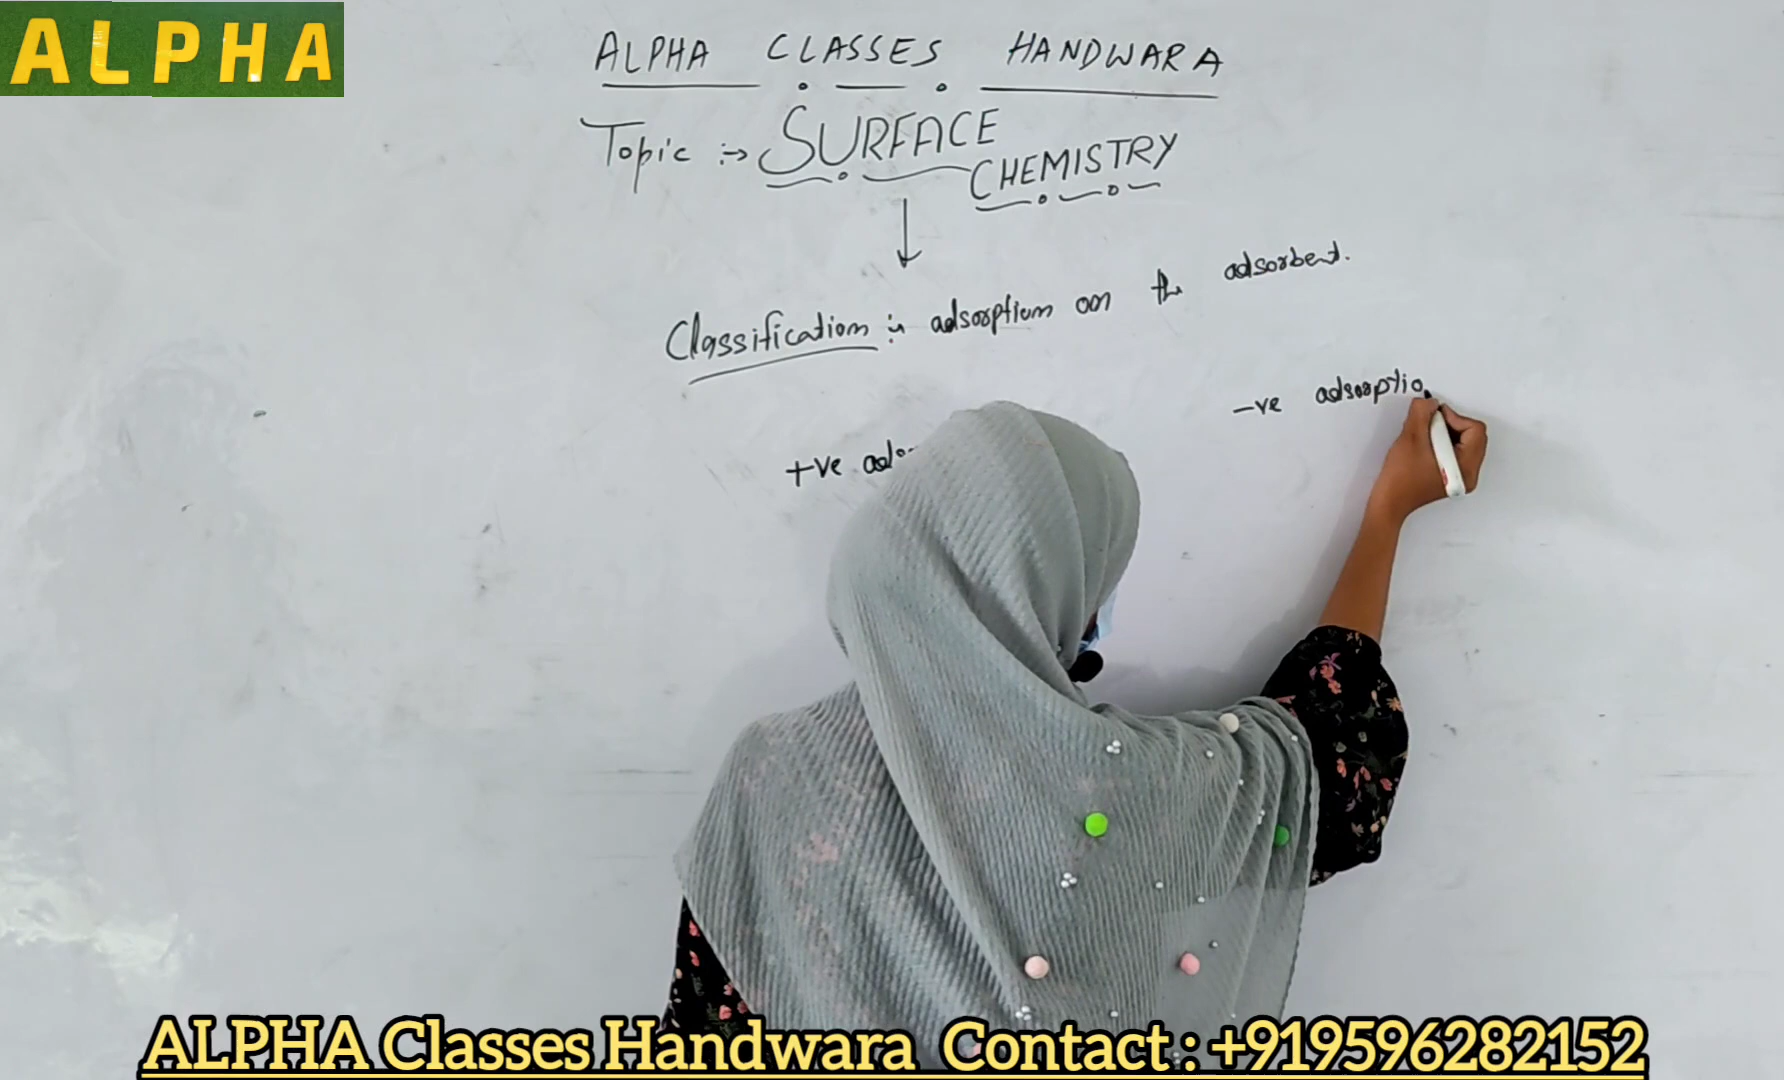 ALPHA
ALPHA CLASSES HANDWARA
Topic :→ SURFACE
CHEMISTRY
Classification :- adsorption on the adsorbent.
-ve adsorptio
+ve
ALPHA Classes Handwara Contact : +919596282152